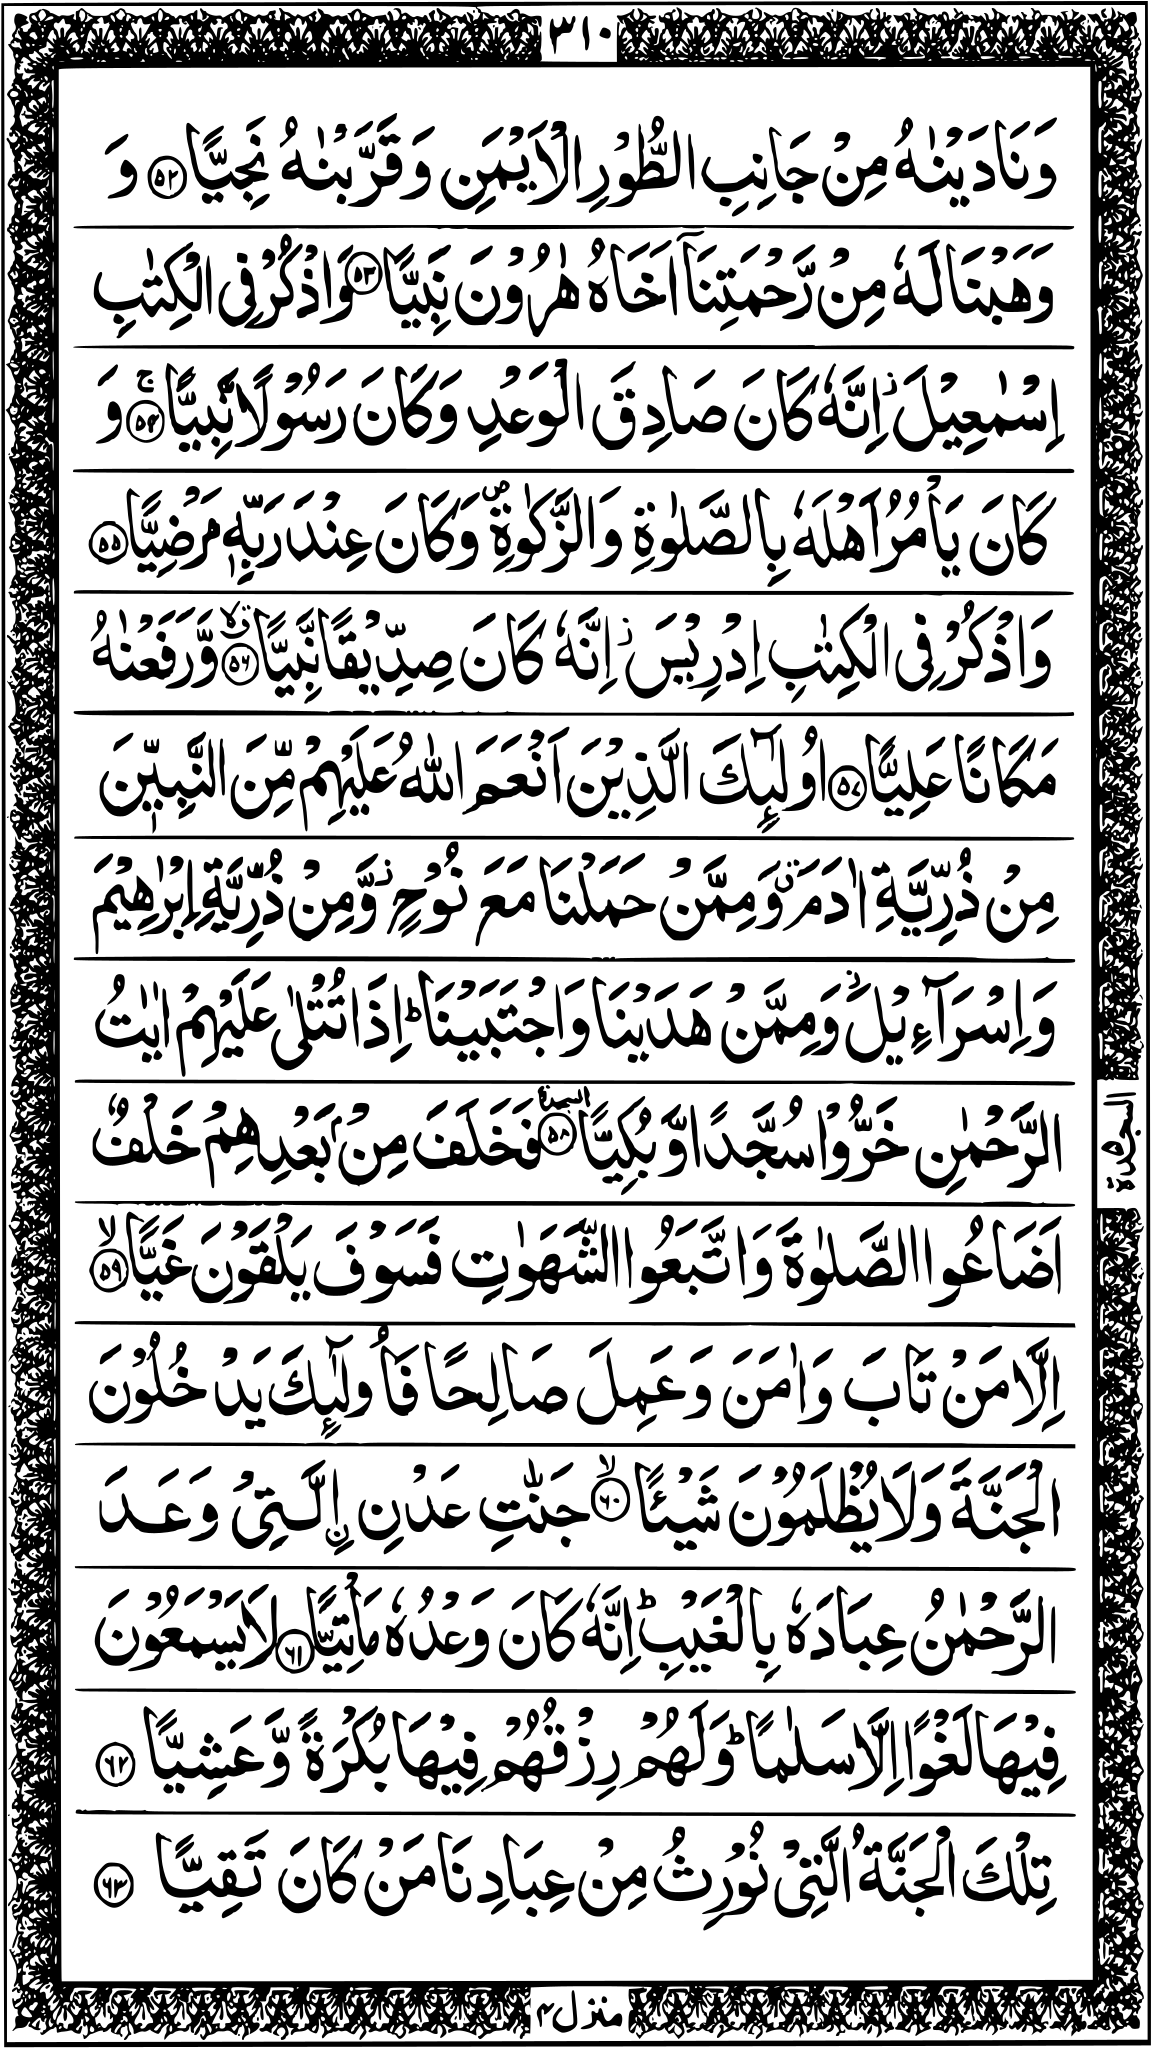 ٣١٠
وَنَادَيْنٰهُ مِنْ جَانِبِ الطُّوْرِ الْاَيْمَنِ وَقَرَّبْنٰهُ نَجِيًّا ﴿٥٢﴾ وَ
وَهَبْنَا لَهٗ مِنْ رَّحْمَتِنَاۤ اَخَاهُ هٰرُوْنَ نَبِيًّا ﴿٥٣﴾ وَاذْكُرْ فِى الْكِتٰبِ
اِسْمٰعِيْلَ ۡز اِنَّهٗ كَانَ صَادِقَ الْوَعْدِ وَكَانَ رَسُوْلًا نَّبِيًّا ۚ ﴿٥٤﴾ وَ
كَانَ يَاْمُرُ اَهْلَهٗ بِالصَّلٰوةِ وَالزَّكٰوةِ ۪ وَكَانَ عِنْدَ رَبِّهٖ مَرْضِيًّا ﴿٥٥﴾
وَاذْكُرْ فِى الْكِتٰبِ اِدْرِيْسَ ز اِنَّهٗ كَانَ صِدِّيْقًا نَّبِيًّا ۙ ﴿٥٦﴾ وَّرَفَعْنٰهُ
مَكَانًا عَلِيًّا ﴿٥٧﴾ اُولٰٓئِكَ الَّذِيْنَ اَنْعَمَ اللّٰهُ عَلَيْهِمْ مِّنَ النَّبِيّٖنَ
مِنْ ذُرِّيَّةِ اٰدَمَ ق وَمِمَّنْ حَمَلْنَا مَعَ نُوْحٍ ز وَّمِنْ ذُرِّيَّةِ اِبْرٰهِيْمَ
وَاِسْرَآءِيْلَ ز وَمِمَّنْ هَدَيْنَا وَاجْتَبَيْنَا ؕ اِذَا تُتْلٰى عَلَيْهِمْ اٰيٰتُ
الرَّحْمٰنِ خَرُّوْا سُجَّدًا وَّبُكِيًّا السجدة ﴿٥٨﴾ فَخَلَفَ مِنْۢ بَعْدِهِمْ خَلْفٌ
السجدة ٥
اَضَاعُوا الصَّلٰوةَ وَاتَّبَعُوا الشَّهَوٰتِ فَسَوْفَ يَلْقَوْنَ غَيًّا ۙ ﴿٥٩﴾
اِلَّا مَنْ تَابَ وَاٰمَنَ وَعَمِلَ صَالِحًا فَاُولٰٓئِكَ يَدْخُلُوْنَ
الْجَنَّةَ وَلَا يُظْلَمُوْنَ شَيْئًا ۙ ﴿٦٠﴾ جَنّٰتِ عَدْنِ ۨ الَّتِىْ وَعَدَ
الرَّحْمٰنُ عِبَادَهٗ بِالْغَيْبِ ؕ اِنَّهٗ كَانَ وَعْدُهٗ مَاْتِيًّا ﴿٦١﴾ لَا يَسْمَعُوْنَ
فِيْهَا لَغْوًا اِلَّا سَلٰمًا ؕ وَلَهُمْ رِزْقُهُمْ فِيْهَا بُكْرَةً وَّعَشِيًّا ﴿٦٢﴾
تِلْكَ الْجَنَّةُ الَّتِىْ نُوْرِثُ مِنْ عِبَادِنَا مَنْ كَانَ تَقِيًّا ﴿٦٣﴾
منزل ٤